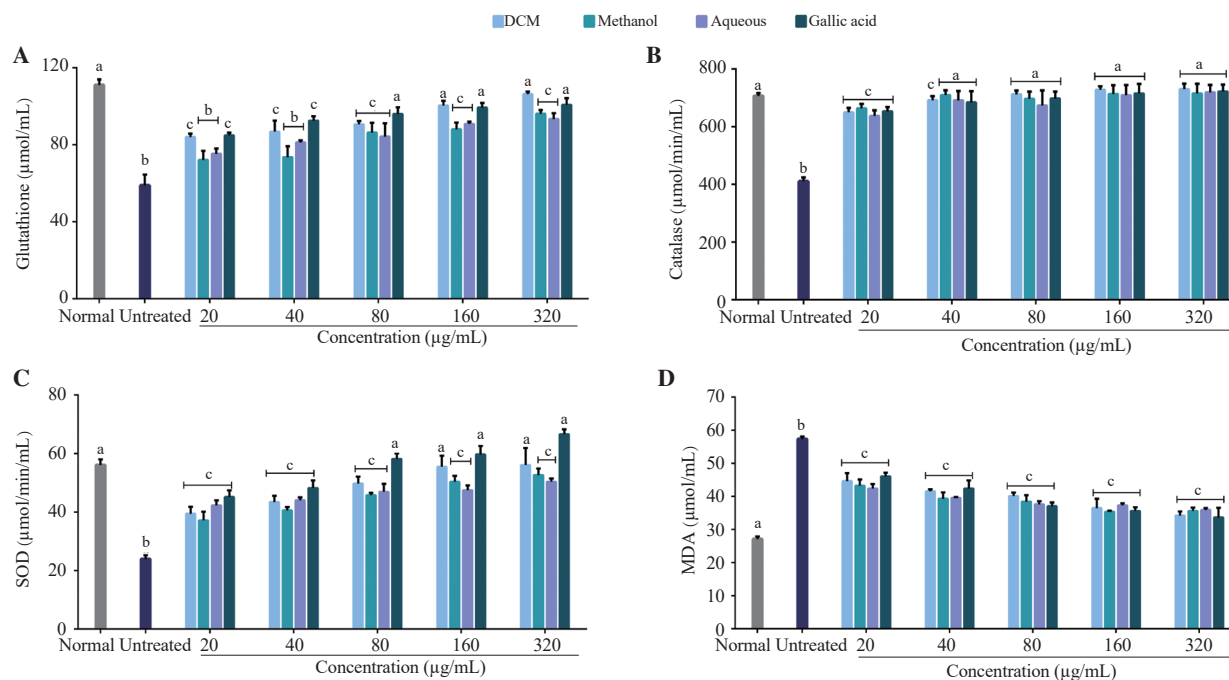 DCM Methanol Aqueous Gallic acid
A
Glutathione (µmol/mL)
120
80
40
0
a
b
c b c
c b c
c a
a c a
a c a
Normal Untreated 20 40 80 160 320
Concentration (µg/mL)
B
Catalase (µmol/min/mL)
800
600
400
200
0
a
b
c
c a
a
a
a
Normal Untreated 20 40 80 160 320
Concentration (µg/mL)
C
SOD (µmol/min/mL)
80
60
40
20
0
a
b
c
c
c a
a c a
a c a
Normal Untreated 20 40 80 160 320
Concentration (µg/mL)
D
MDA (µmol/mL)
70
60
50
40
30
20
10
0
a
b
c
c
c
c
c
Normal Untreated 20 40 80 160 320
Concentration (µg/mL)